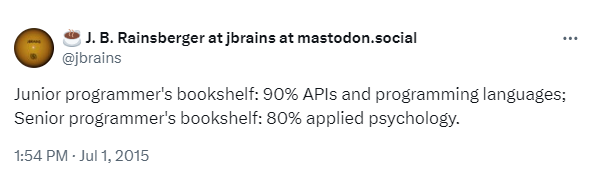 ☕ J. B. Rainsberger at jbrains at mastodon.social
@jbrains
Junior programmer's bookshelf: 90% APIs and programming languages;
Senior programmer's bookshelf: 80% applied psychology.
1:54 PM · Jul 1, 2015